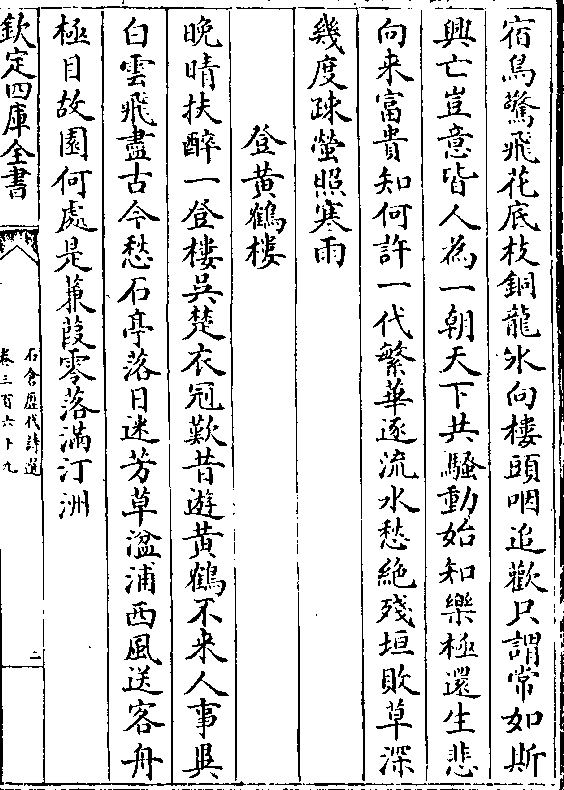 宿鳥驚飛花底枝銅龍氷向樓頭咽追歡只謂常如斯
興亡豈意皆人為一朝天下共騷動始知樂極還生悲
向来富貴知何許一代繁華逐流水愁絶殘垣敗草深
幾度疎螢照寒雨
登黄鶴樓
晚晴扶醉一登樓吳楚衣冠歎昔遊黄鶴不来人事異
白雲飛盡古今愁石亭落日迷芳草湓浦西風送客舟
極目故園何處是蒹葭零落滿汀洲
欽定四庫全書
石倉歷代詩選
卷三百六十九
二